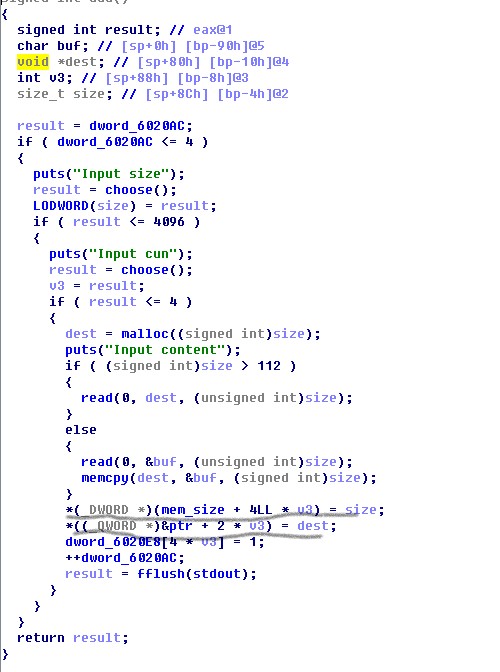 {
signed int result; // eax@1
char buf; // [sp+0h] [bp-90h]@5
void *dest; // [sp+80h] [bp-10h]@4
int v3; // [sp+88h] [bp-8h]@3
size_t size; // [sp+8Ch] [bp-4h]@2
result = dword_6020AC;
if ( dword_6020AC <= 4 )
{
puts("Input size");
result = choose();
LODWORD(size) = result;
if ( result <= 4096 )
{
puts("Input cun");
result = choose();
v3 = result;
if ( result <= 4 )
{
dest = malloc((signed int)size);
puts("Input content");
if ( (signed int)size > 112 )
{
read(0, dest, (unsigned int)size);
}
else
{
read(0, &buf, (unsigned int)size);
memcpy(dest, &buf, (signed int)size);
}
*(_DWORD *)(mem_size + 4LL * v3) = size;
*((_QWORD *)&ptr + 2 * v3) = dest;
dword_6020E8[4 * v3] = 1;
++dword_6020AC;
result = fflush(stdout);
}
}
}
return result;
}